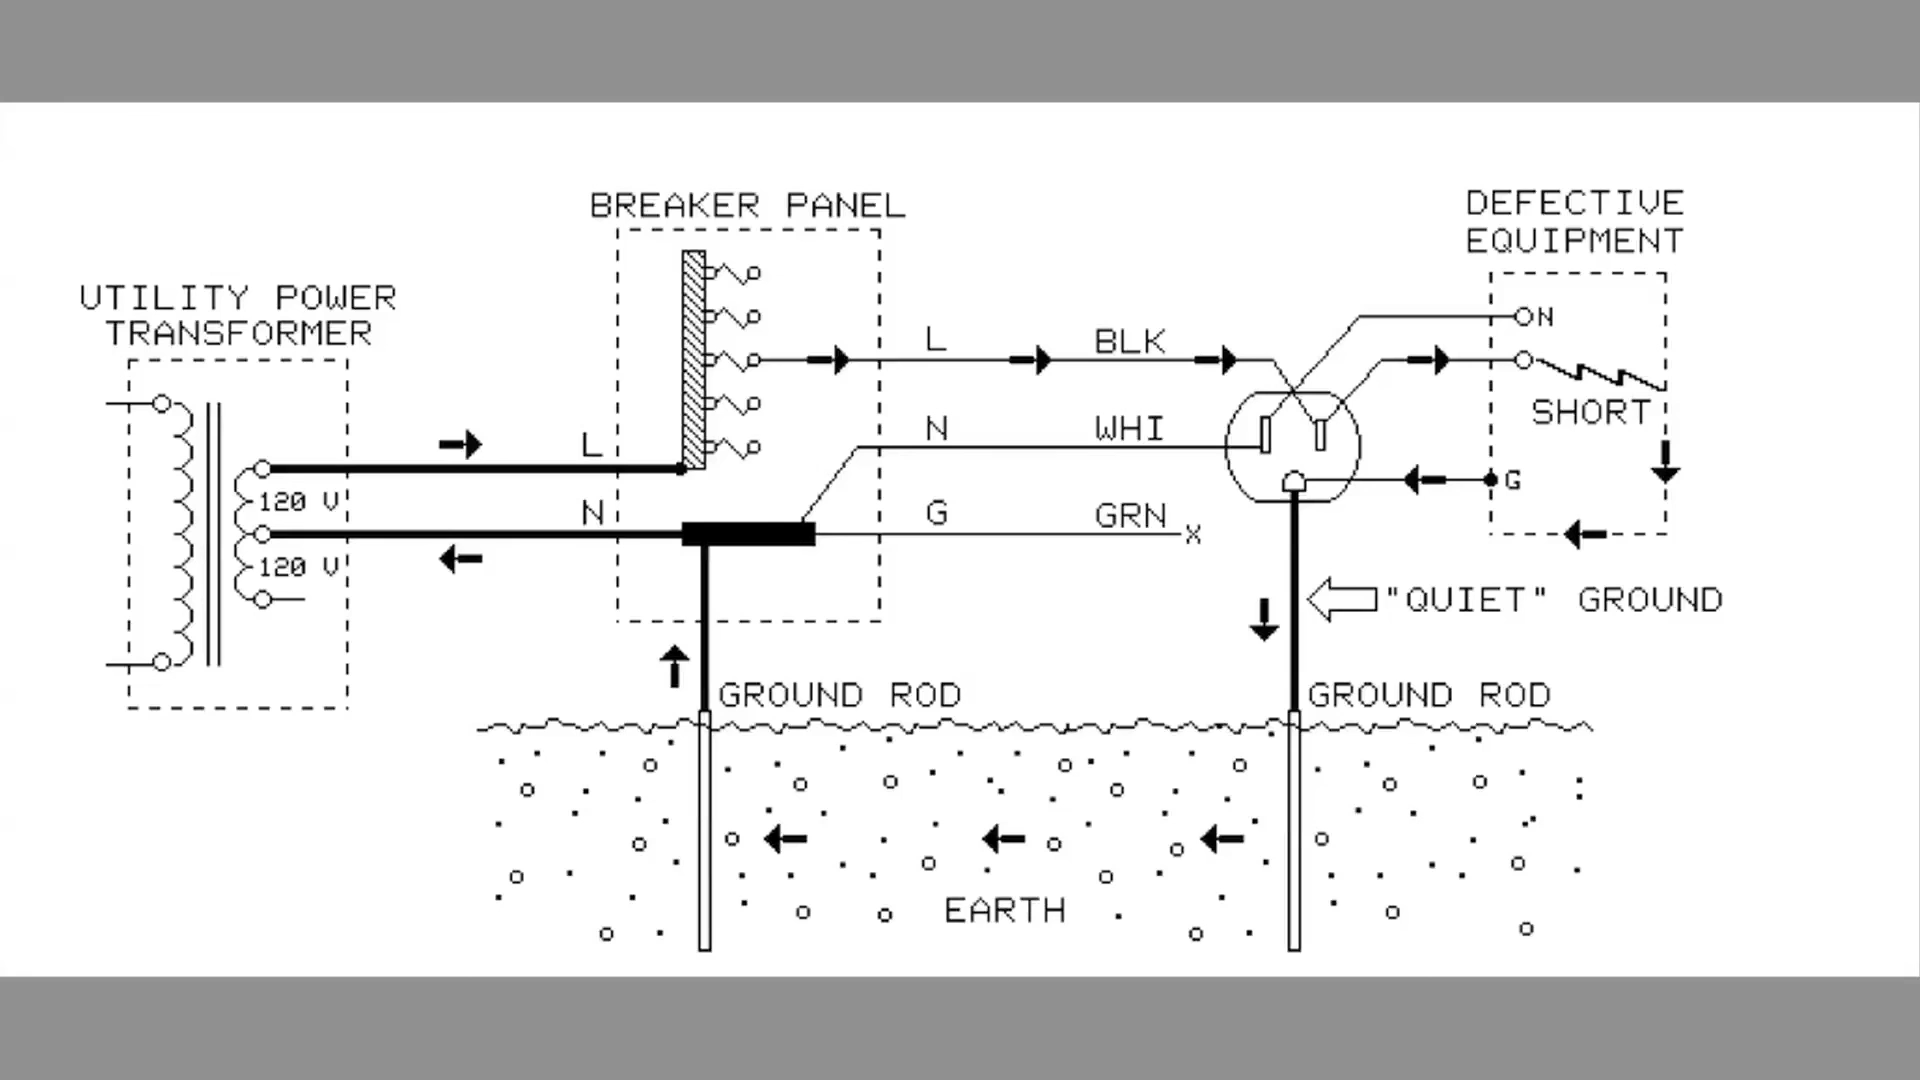 BREAKER PANEL
DEFECTIVE
EQUIPMENT
UTILITY POWER
TRANSFORMER
N
L
BLK
SHORT
L
N
WHI
G
120 V
N
G
GRN
X
120 V
"QUIET" GROUND
GROUND ROD
GROUND ROD
EARTH